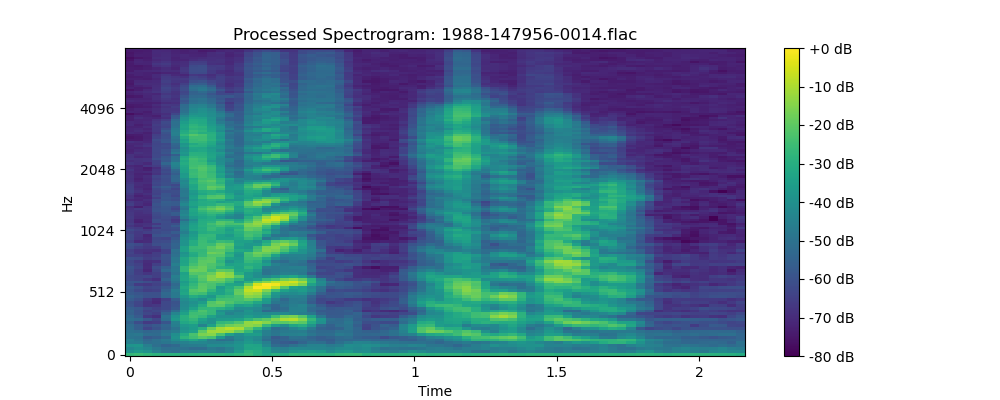 Processed Spectrogram: 1988-147956-0014.flac
Hz
4096
2048
1024
512
0
0
0.5
1
1.5
2
Time
+0 dB
-10 dB
-20 dB
-30 dB
-40 dB
-50 dB
-60 dB
-70 dB
-80 dB